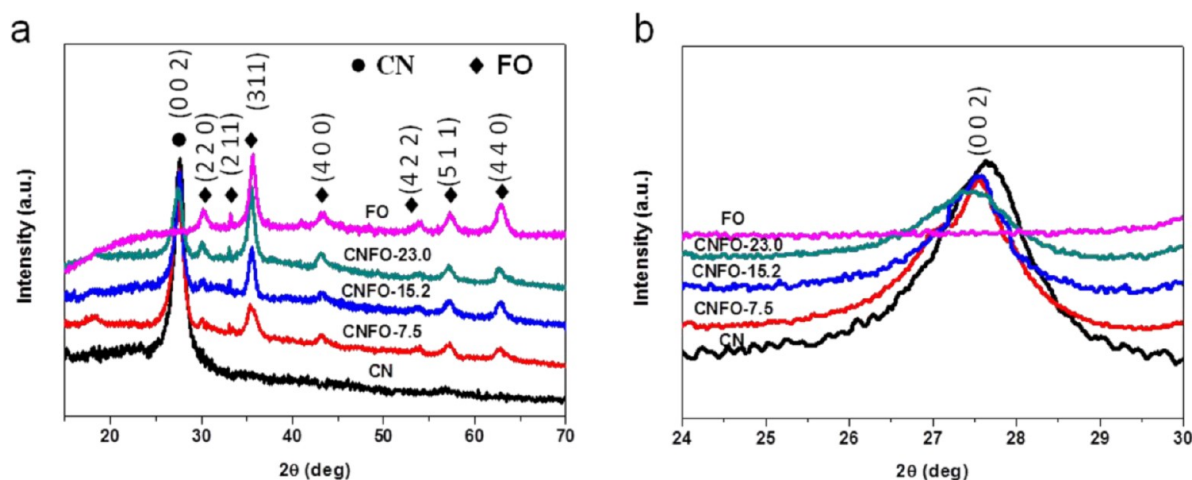 a
Intensity (a.u.)
● CN ◆ FO
(0 0 2)
(2 2 0)
(2 11)
(311)
(4 0 0)
(4 2 2)
(5 1 1)
(4 4 0)
FO
CNFO-23.0
CNFO-15.2
CNFO-7.5
CN
20 30 40 50 60 70
2θ (deg)
b
Intensity (a.u.)
(0 0 2)
FO
CNFO-23.0
CNFO-15.2
CNFO-7.5
CN
24 25 26 27 28 29 30
2θ (deg)